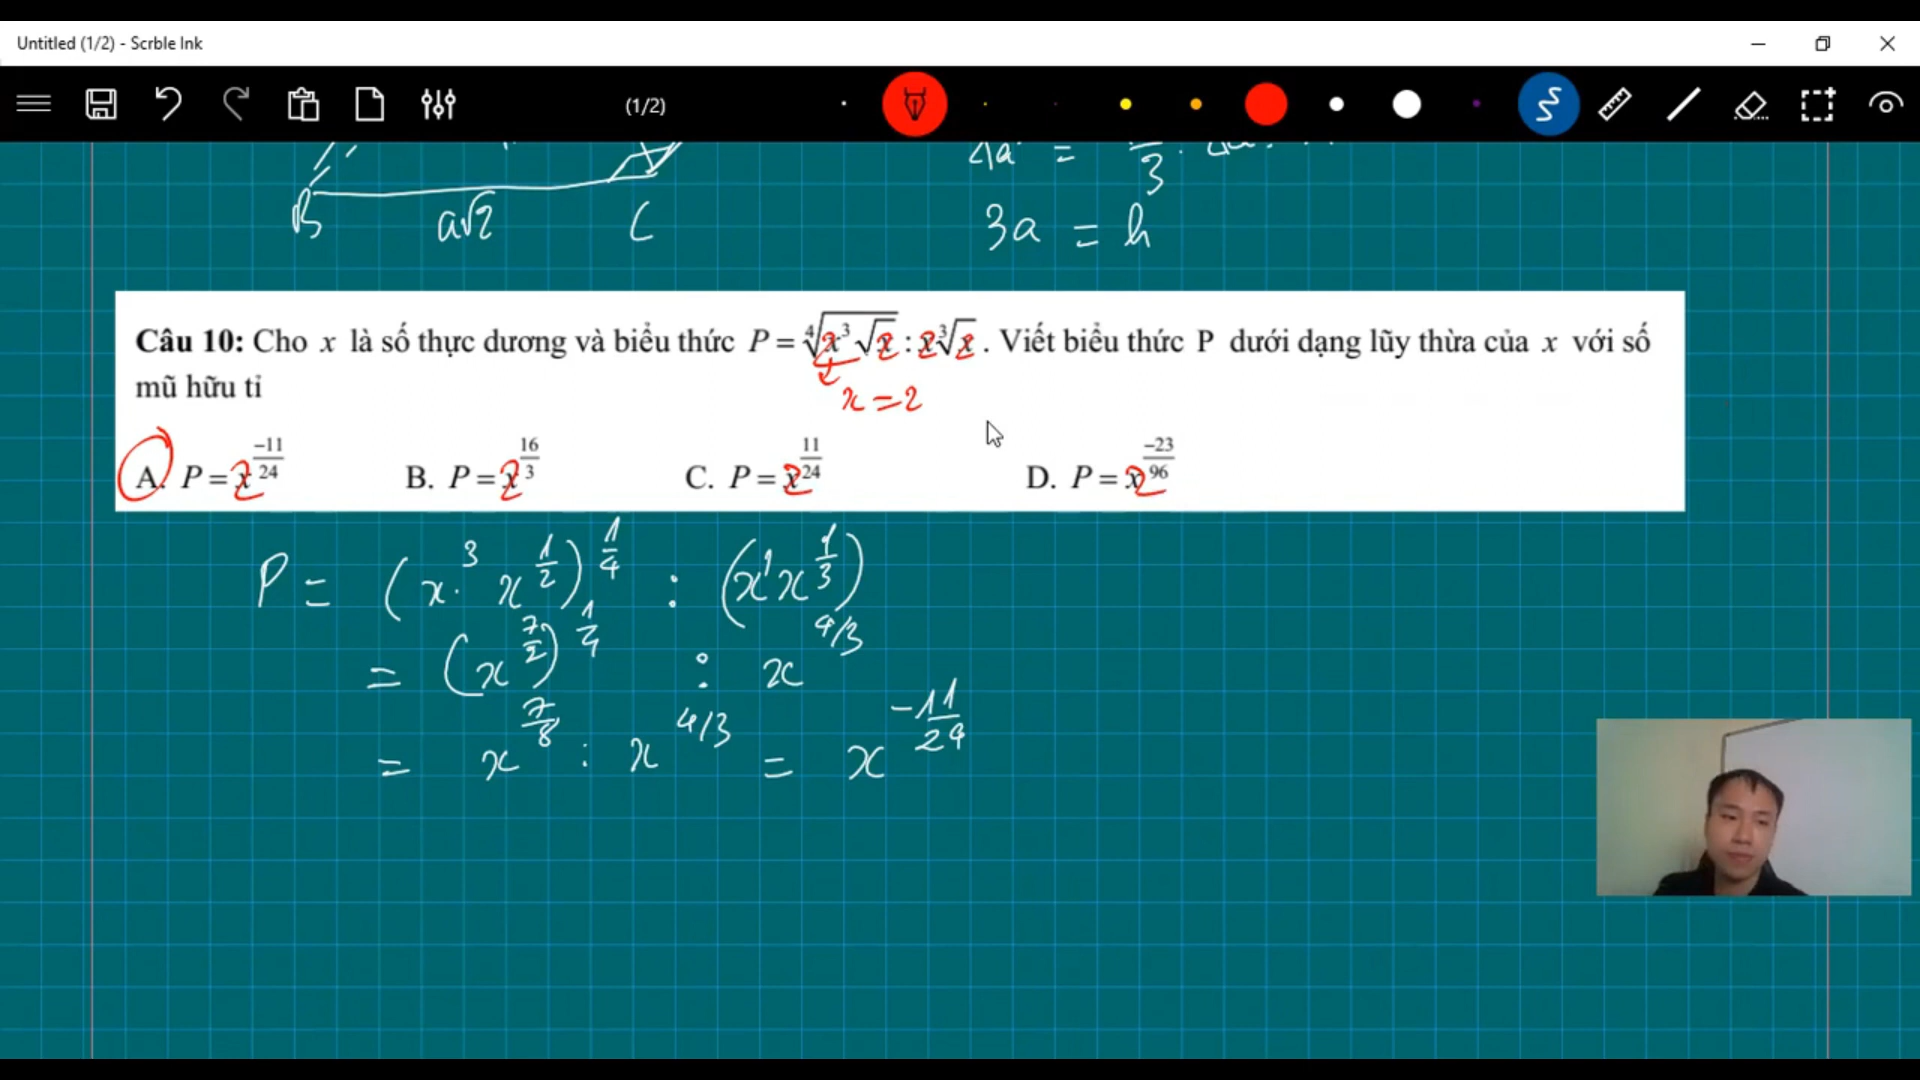 Untitled (1/2) - Scrble Ink
(1/2)
B a√2 C
3a = h
Câu 10: Cho x là số thực dương và biểu thức P = ⁴√(x³√x) : x³√x . Viết biểu thức P dưới dạng lũy thừa của x với số
mũ hữu tỉ
x = 2
A. P = x^(-11/24) B. P = x^(16/3) C. P = x^(11/24) D. P = x^(-23/96)
P = (x.³ x^(1/2))^(1/4) : (x¹x^(1/3))
= (x^(7/2))^(1/4) : x^(4/3)
= x^(7/8) : x^(4/3) = x^(-11/24)